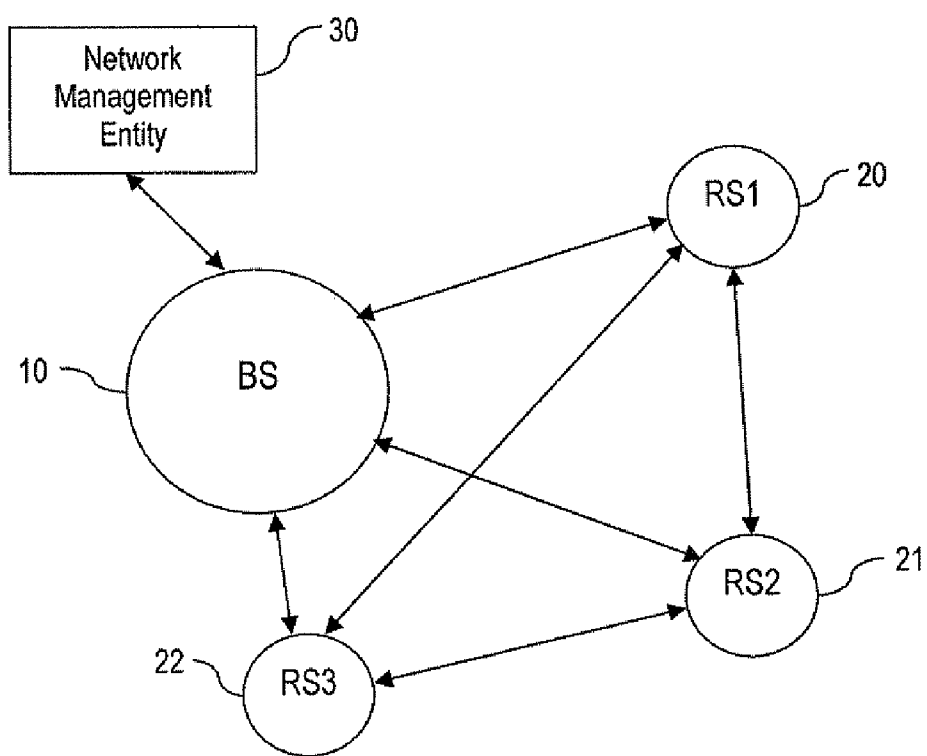 30
Network
Management
Entity
RS1
20
10
BS
RS2
21
22
RS3